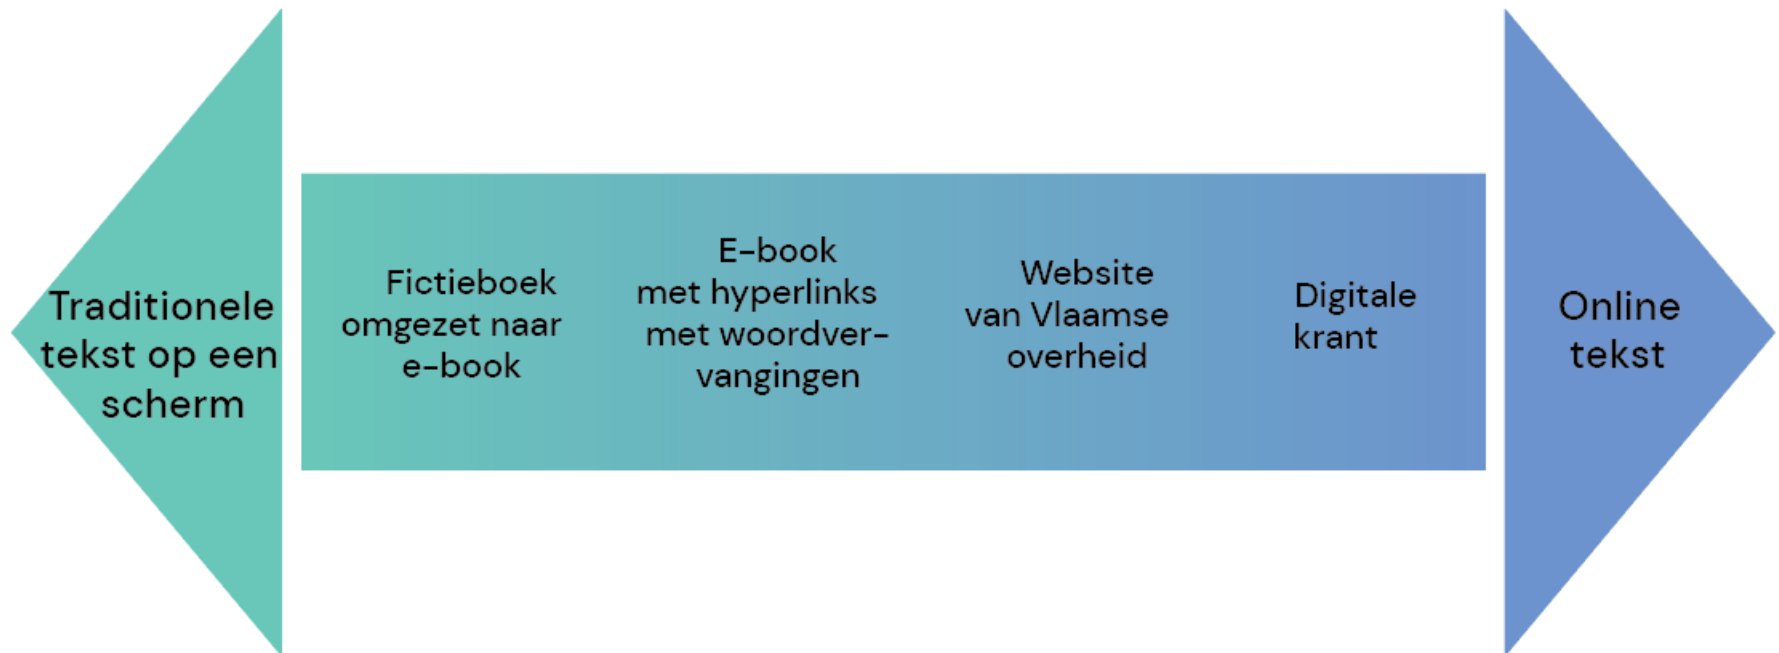 Traditionele
tekst op een
scherm
Fictieboek
omgezet naar
e-book
E-book
met hyperlinks
met woordver-
vangingen
Website
van Vlaamse
overheid
Digitale
krant
Online
tekst